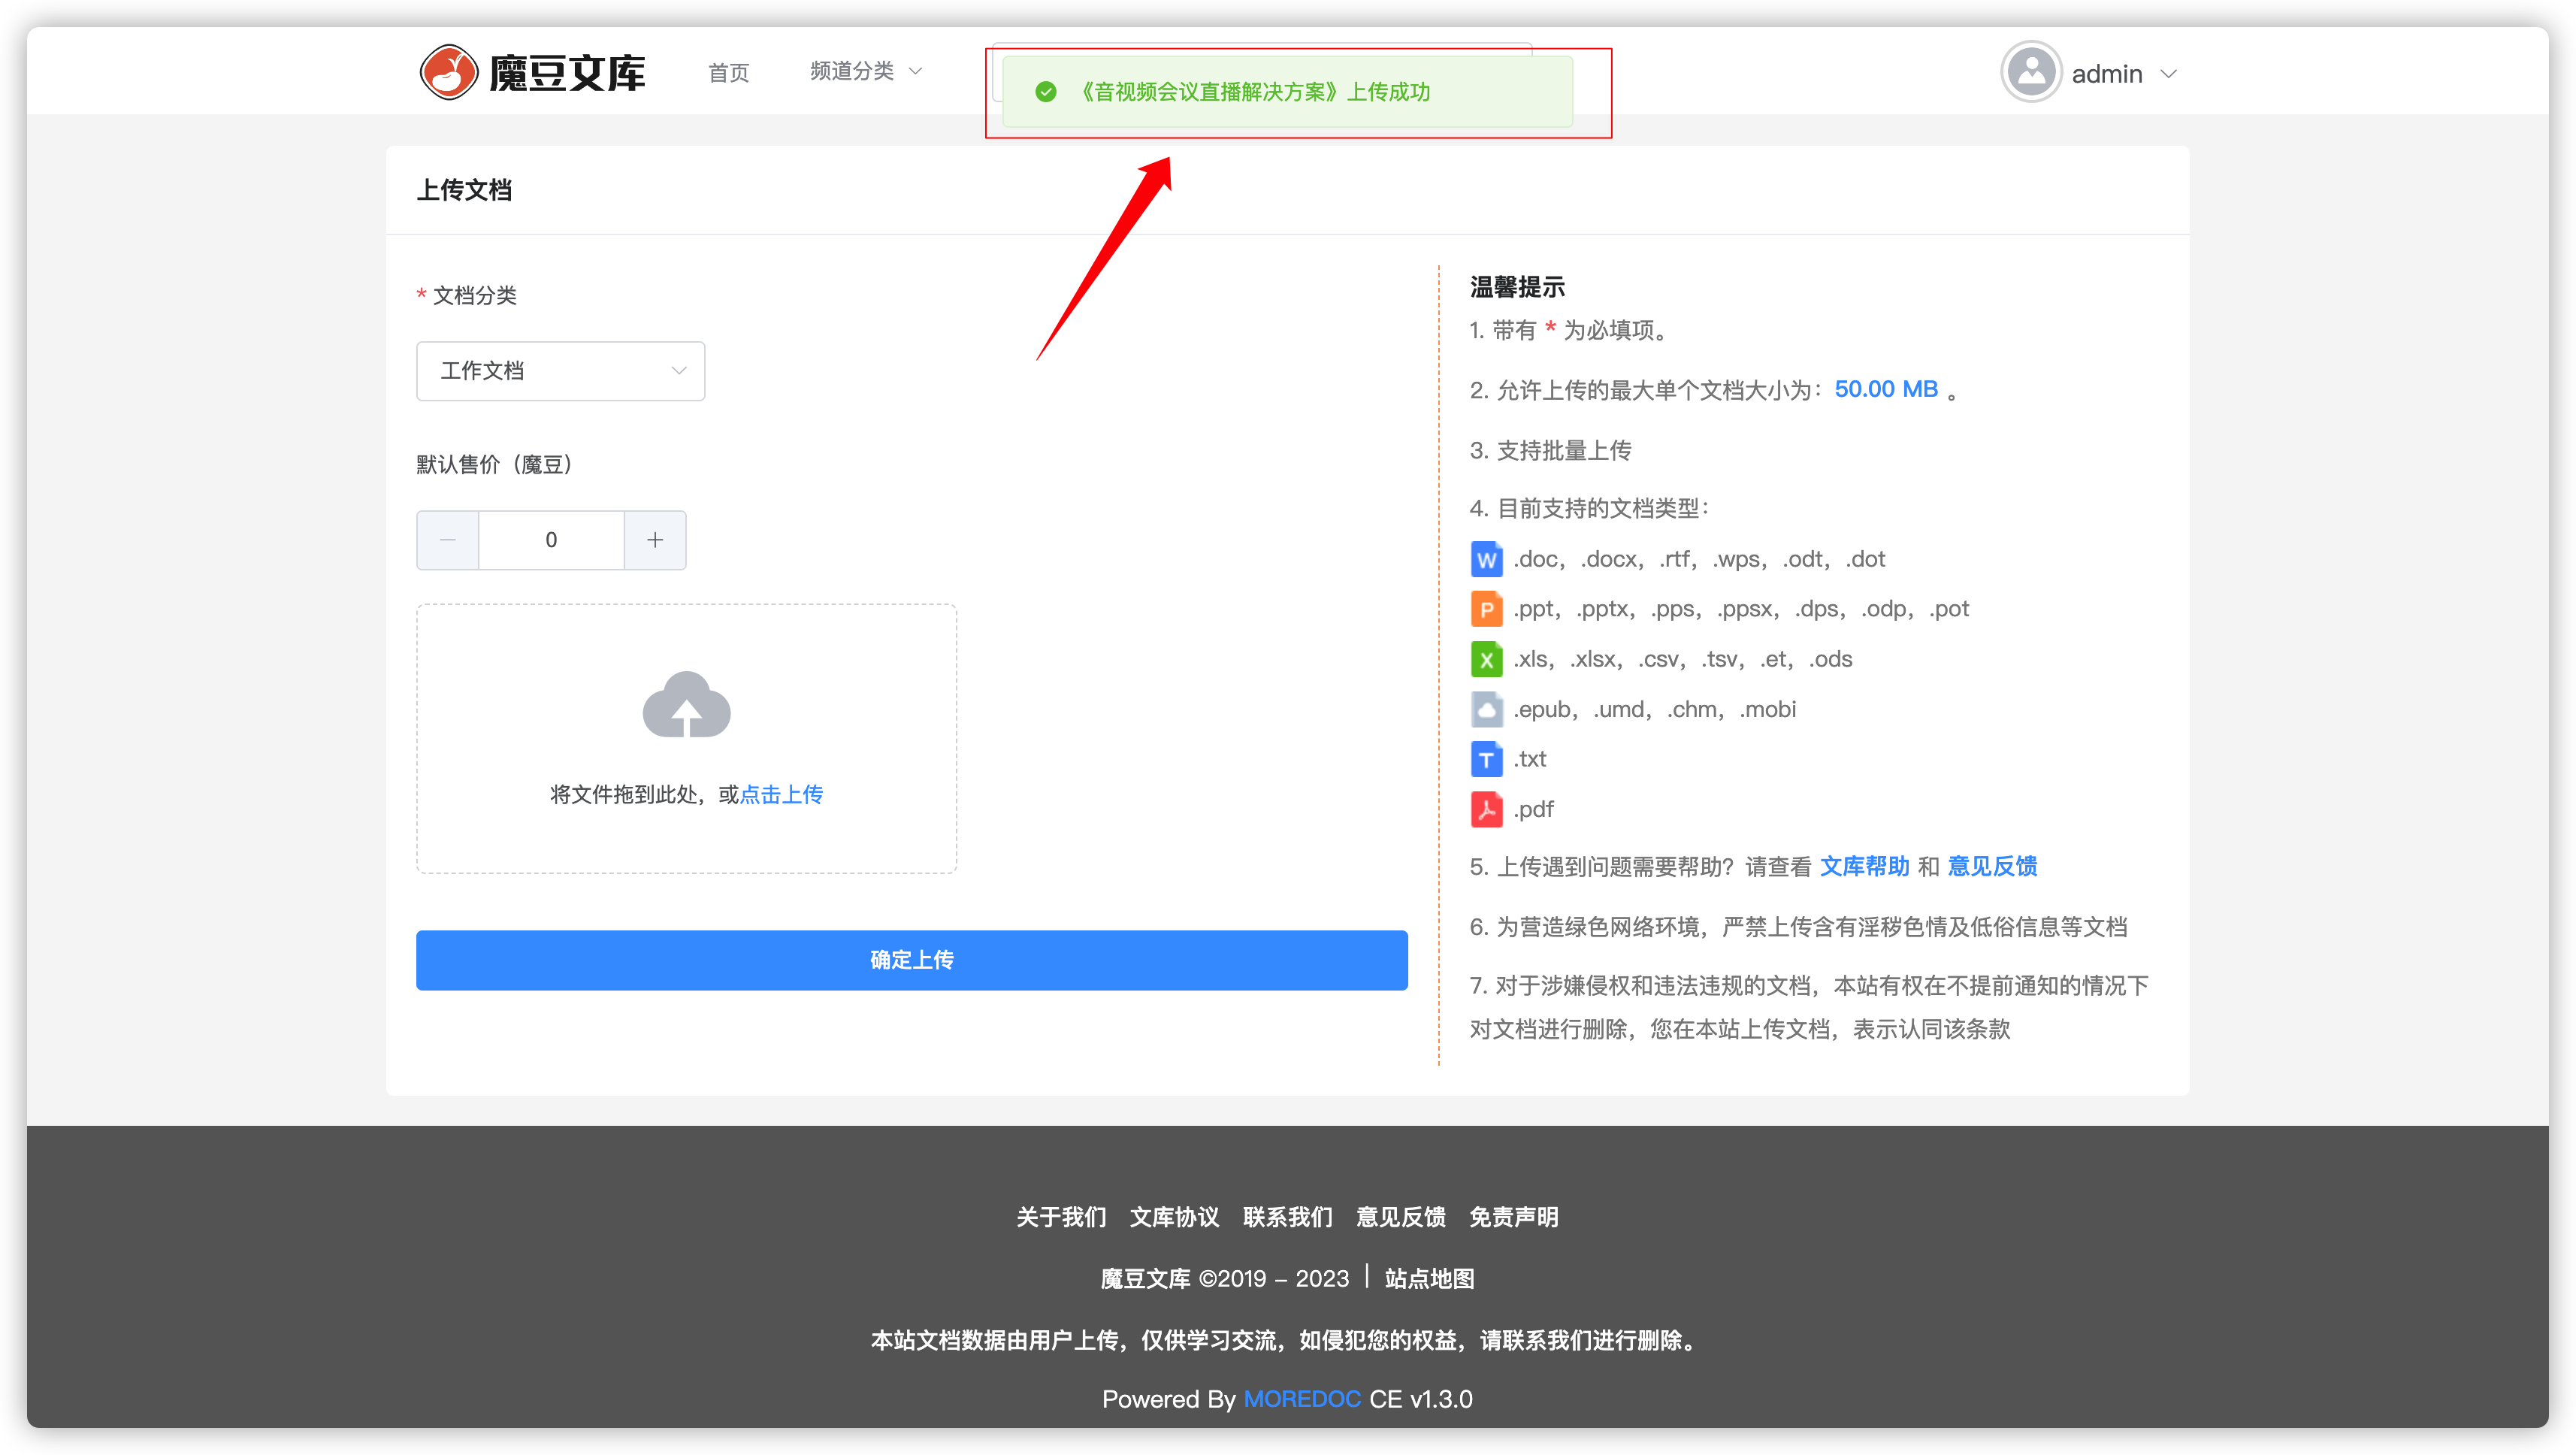 魔豆文库
首页
频道分类
《音视频会议直播解决方案》上传成功
admin
上传文档
* 文档分类
工作文档
默认售价（魔豆）
0
将文件拖到此处，或点击上传
确定上传
温馨提示
1. 带有 * 为必填项。
2. 允许上传的最大单个文档大小为：50.00 MB 。
3. 支持批量上传
4. 目前支持的文档类型：
W .doc，.docx，.rtf，.wps，.odt，.dot
P .ppt，.pptx，.pps，.ppsx，.dps，.odp，.pot
X .xls，.xlsx，.csv，.tsv，.et，.ods
.epub，.umd，.chm，.mobi
T .txt
.pdf
5. 上传遇到问题需要帮助？请查看 文库帮助 和 意见反馈
6. 为营造绿色网络环境，严禁上传含有淫秽色情及低俗信息等文档
7. 对于涉嫌侵权和违法违规的文档，本站有权在不提前通知的情况下
对文档进行删除，您在本站上传文档，表示认同该条款
关于我们 文库协议 联系我们 意见反馈 免责声明
魔豆文库 ©2019 – 2023 | 站点地图
本站文档数据由用户上传，仅供学习交流，如侵犯您的权益，请联系我们进行删除。
Powered By MOREDOC CE v1.3.0